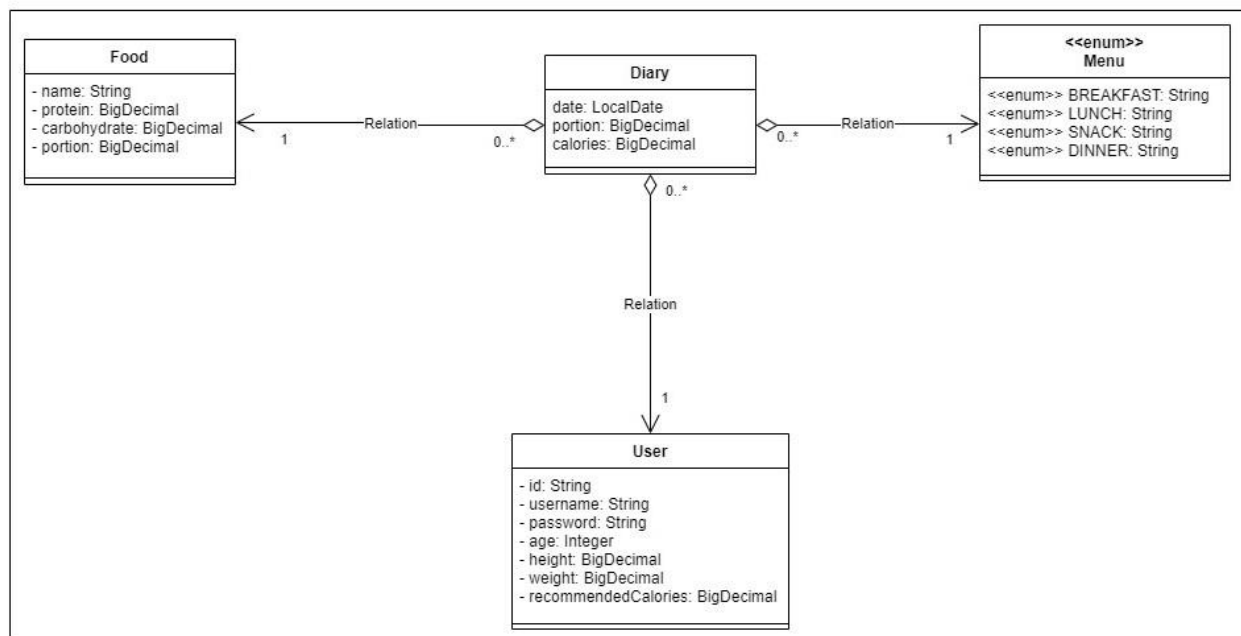 Food
- name: String
- protein: BigDecimal
- carbohydrate: BigDecimal
- portion: BigDecimal
1
Relation
0..*
Diary
date: LocalDate
portion: BigDecimal
calories: BigDecimal
0..*
Relation
1
<<enum>>
Menu
<<enum>> BREAKFAST: String
<<enum>> LUNCH: String
<<enum>> SNACK: String
<<enum>> DINNER: String
0..*
Relation
1
User
- id: String
- username: String
- password: String
- age: Integer
- height: BigDecimal
- weight: BigDecimal
- recommendedCalories: BigDecimal